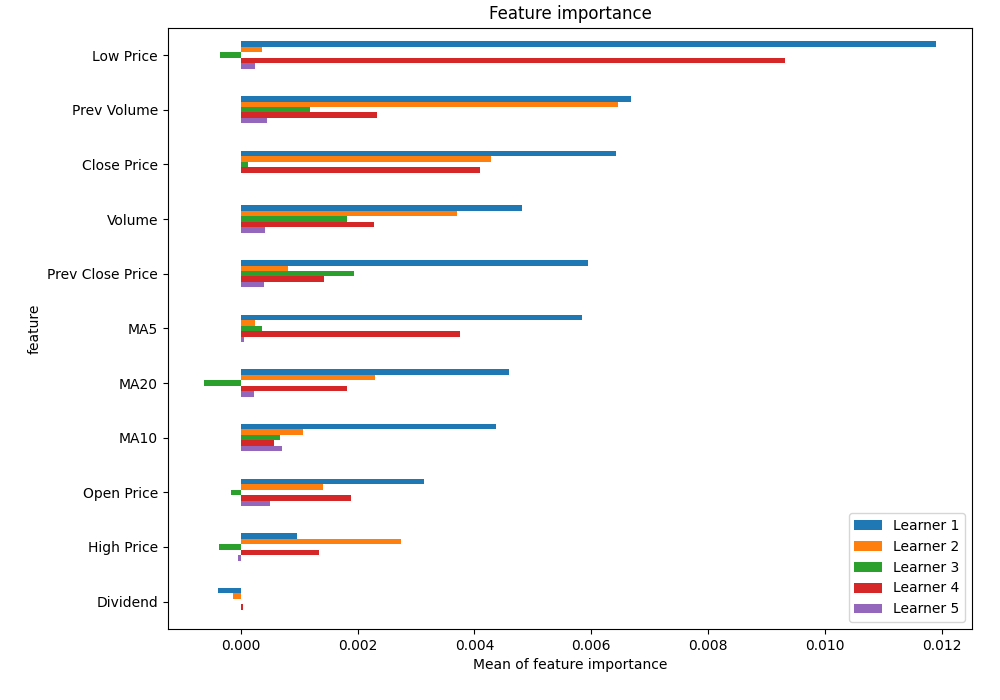 Feature importance
Low Price
Prev Volume
Close Price
Volume
Prev Close Price
MA5
MA20
MA10
Open Price
High Price
Dividend
feature
Learner 1
Learner 2
Learner 3
Learner 4
Learner 5
0.000 0.002 0.004 0.006 0.008 0.010 0.012
Mean of feature importance